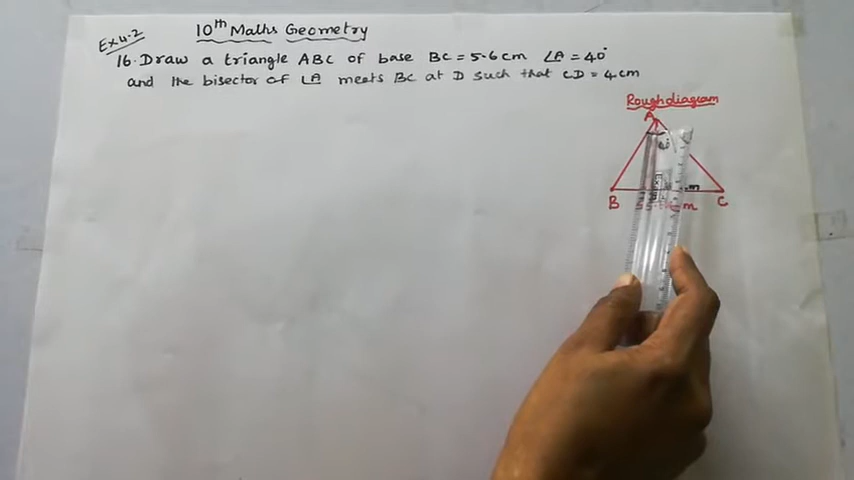 Ex 4.2
10th Maths Geometry
16. Draw a triangle ABC of base BC = 5.6 cm ∠A = 40°
and the bisector of ∠A meets BC at D such that CD = 4 cm
Rough diagram
A
B
C